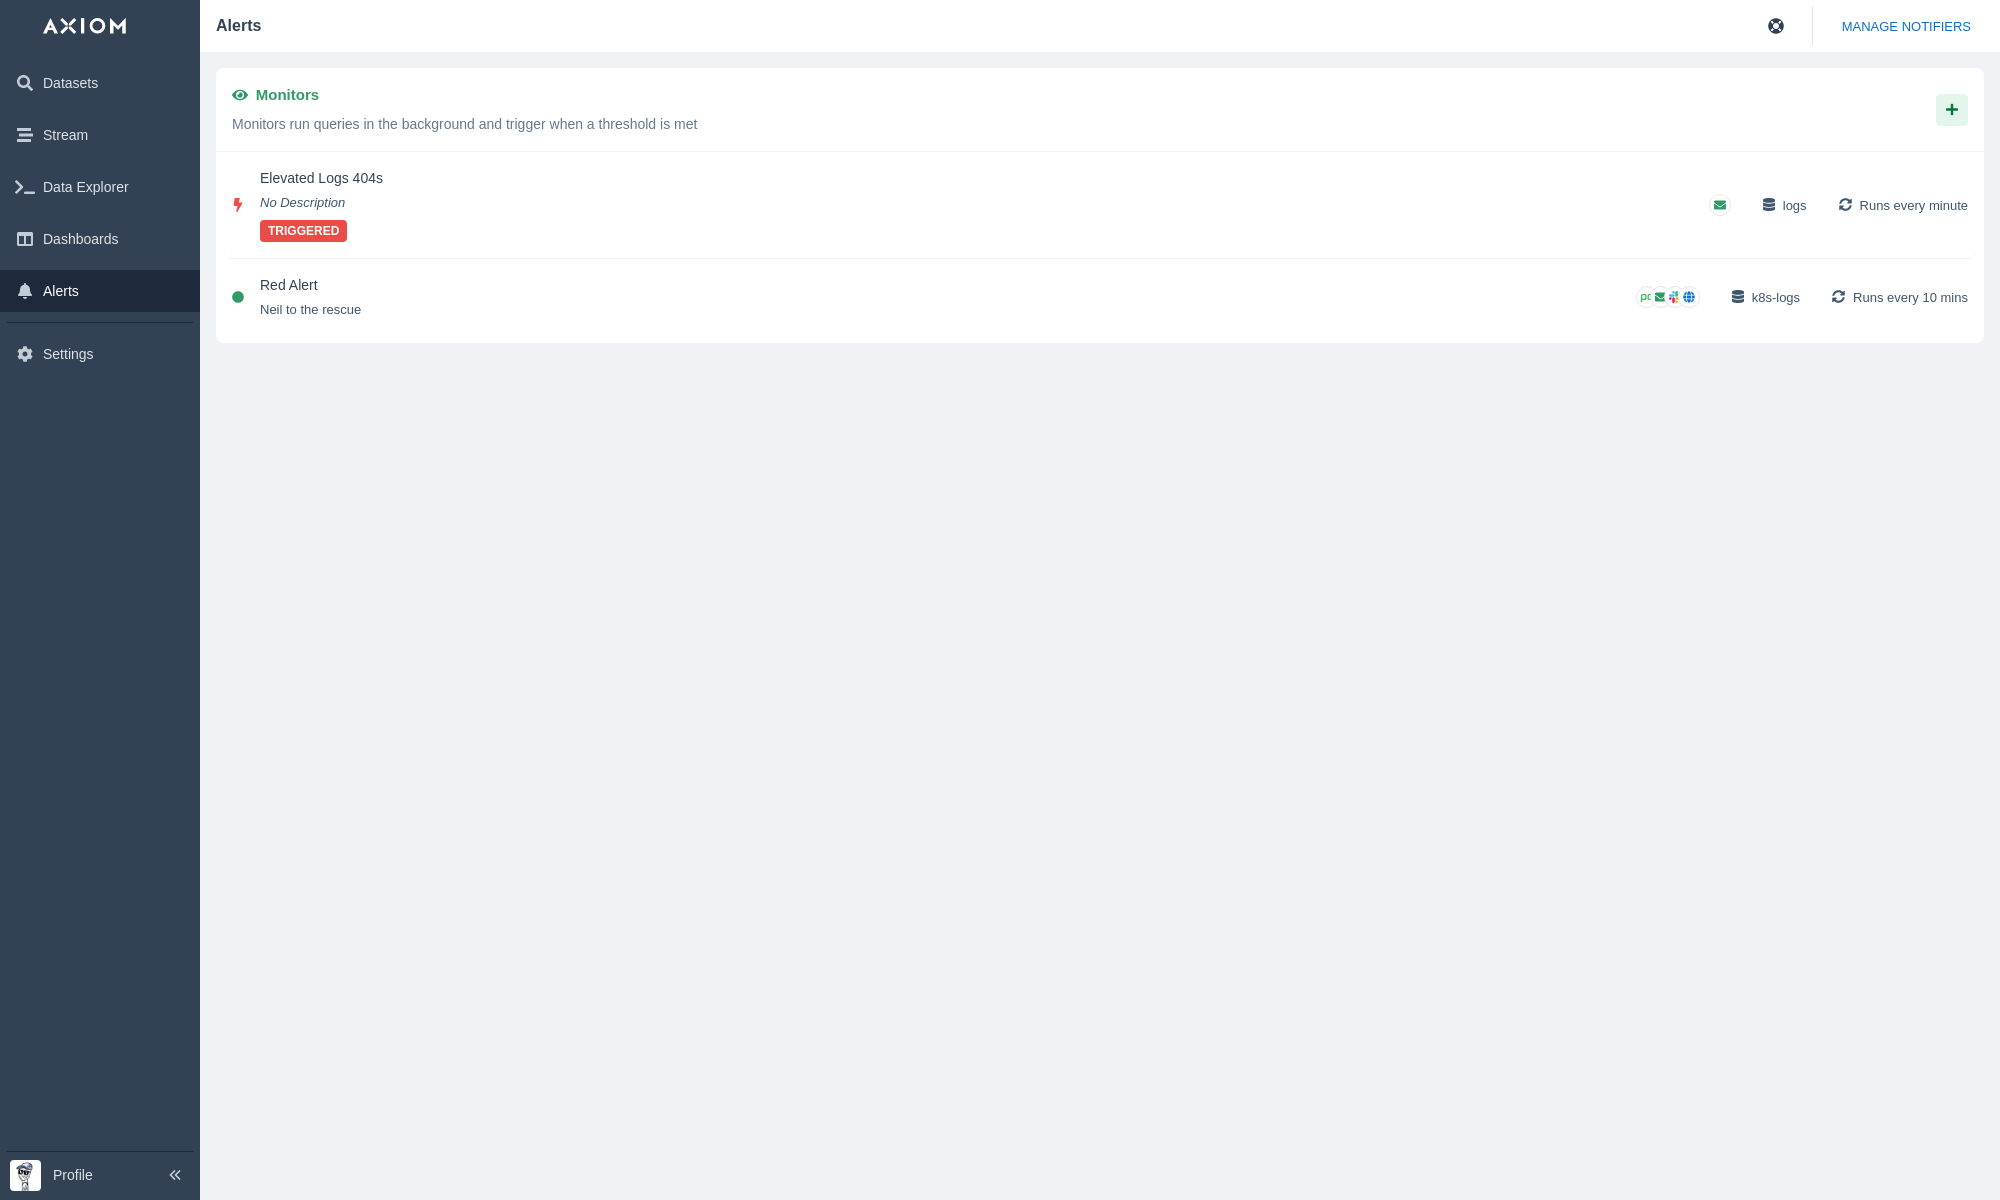 AXIOM
Datasets
Stream
Data Explorer
Dashboards
Alerts
Settings
Profile
Alerts
MANAGE NOTIFIERS
Monitors
Monitors run queries in the background and trigger when a threshold is met
Elevated Logs 404s
No Description
TRIGGERED
logs
Runs every minute
Red Alert
Neil to the rescue
k8s-logs
Runs every 10 mins